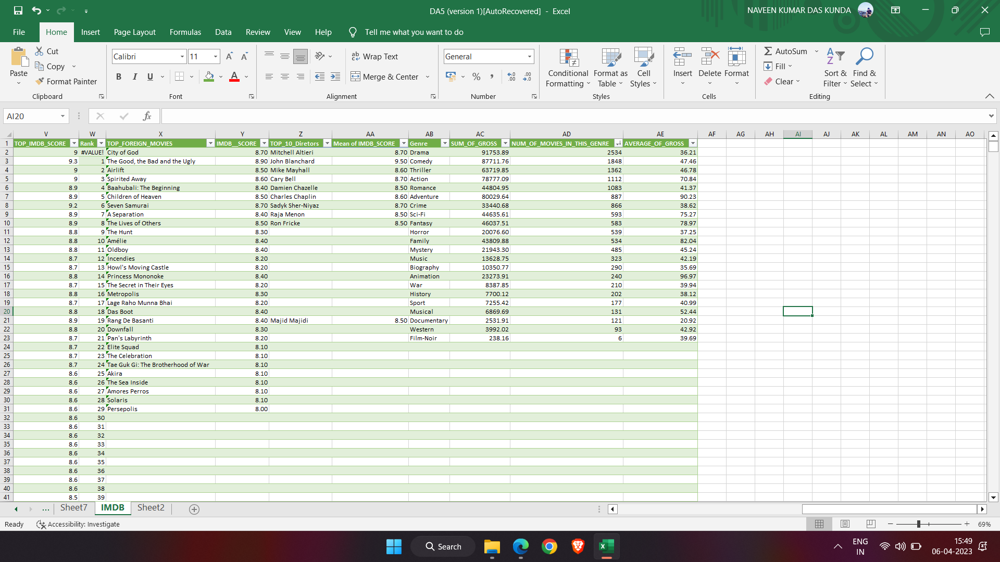 DA5 (version 1)[AutoRecovered] - Excel
NAVEEN KUMAR DAS KUNDA
File Home Insert Page Layout Formulas Data Review View Help Tell me what you want to do
Paste
Cut
Copy
Format Painter
Clipboard
Calibri 11
B I U
Font
Wrap Text
Merge & Center
Alignment
General
Number
Conditional Formatting
Format as Table
Cell Styles
Styles
Insert Delete Format
Cells
AutoSum
Fill
Clear
Sort & Filter
Find & Select
Editing
AI20
fx
V W X Y Z AA AB AC AD AE AF AG AH AI AJ AK AL AM AN AO
1 TOP_IMDB_SCORE Rank TOP_FOREIGN_MOVIES IMDB__SCORE TOP_10_Diretors Mean of IMDB_SCORE Genre SUM_OF_GROSS NUM_OF_MOVIES_IN_THIS_GENRE AVERAGE_OF_GROSS
2 9 #VALUE! City of God 8.70 Mitchell Altieri 8.70 Drama 91753.89 2534 36.21
3 9.3 1 The Good, the Bad and the Ugly 8.90 John Blanchard 9.50 Comedy 87711.76 1848 47.46
4 9 2 Airlift 8.50 Mike Mayhall 8.60 Thriller 63719.85 1362 46.78
5 9 3 Spirited Away 8.60 Cary Bell 8.70 Action 78777.09 1112 70.84
6 8.9 4 Baahubali: The Beginning 8.40 Damien Chazelle 8.50 Romance 44804.95 1083 41.37
7 8.9 5 Children of Heaven 8.50 Charles Chaplin 8.60 Adventure 80029.64 887 90.23
8 9.2 6 Seven Samurai 8.70 Sadyk Sher-Niyaz 8.70 Crime 33440.68 866 38.62
9 8.9 7 A Separation 8.40 Raja Menon 8.50 Sci-Fi 44635.61 593 75.27
10 8.9 8 The Lives of Others 8.50 Ron Fricke 8.50 Fantasy 46037.51 583 78.97
11 8.8 9 The Hunt 8.30 Horror 20076.60 539 37.25
12 8.8 10 Amélie 8.40 Family 43809.88 534 82.04
13 8.8 11 Oldboy 8.40 Mystery 21943.30 485 45.24
14 8.7 12 Incendies 8.20 Music 13628.75 323 42.19
15 8.7 13 Howl's Moving Castle 8.20 Biography 10350.77 290 35.69
16 8.8 14 Princess Mononoke 8.40 Animation 23273.91 240 96.97
17 8.7 15 The Secret in Their Eyes 8.20 War 8387.85 210 39.94
18 8.8 16 Metropolis 8.30 History 7700.12 202 38.12
19 8.7 17 Lage Raho Munna Bhai 8.20 Sport 7255.42 177 40.99
20 8.8 18 Das Boot 8.40 Musical 6869.69 131 52.44
21 8.9 19 Rang De Basanti 8.40 Majid Majidi 8.50 Documentary 2531.91 121 20.92
22 8.8 20 Downfall 8.30 Western 3992.02 93 42.92
23 8.7 21 Pan's Labyrinth 8.20 Film-Noir 238.16 6 39.69
24 8.7 22 Elite Squad 8.10
25 8.7 23 The Celebration 8.10
26 8.7 24 Tae Guk Gi: The Brotherhood of War 8.10
27 8.6 25 Akira 8.10
28 8.6 26 The Sea Inside 8.10
29 8.6 27 Amores Perros 8.10
30 8.6 28 Solaris 8.10
31 8.6 29 Persepolis 8.00
32 8.6 30
33 8.6 31
34 8.6 32
35 8.6 33
36 8.6 34
37 8.6 35
38 8.6 36
39 8.6 37
40 8.6 38
41 8.5 39
... Sheet7 IMDB Sheet2
Ready Accessibility: Investigate 69%
Search
ENG
IN
15:49
06-04-2023